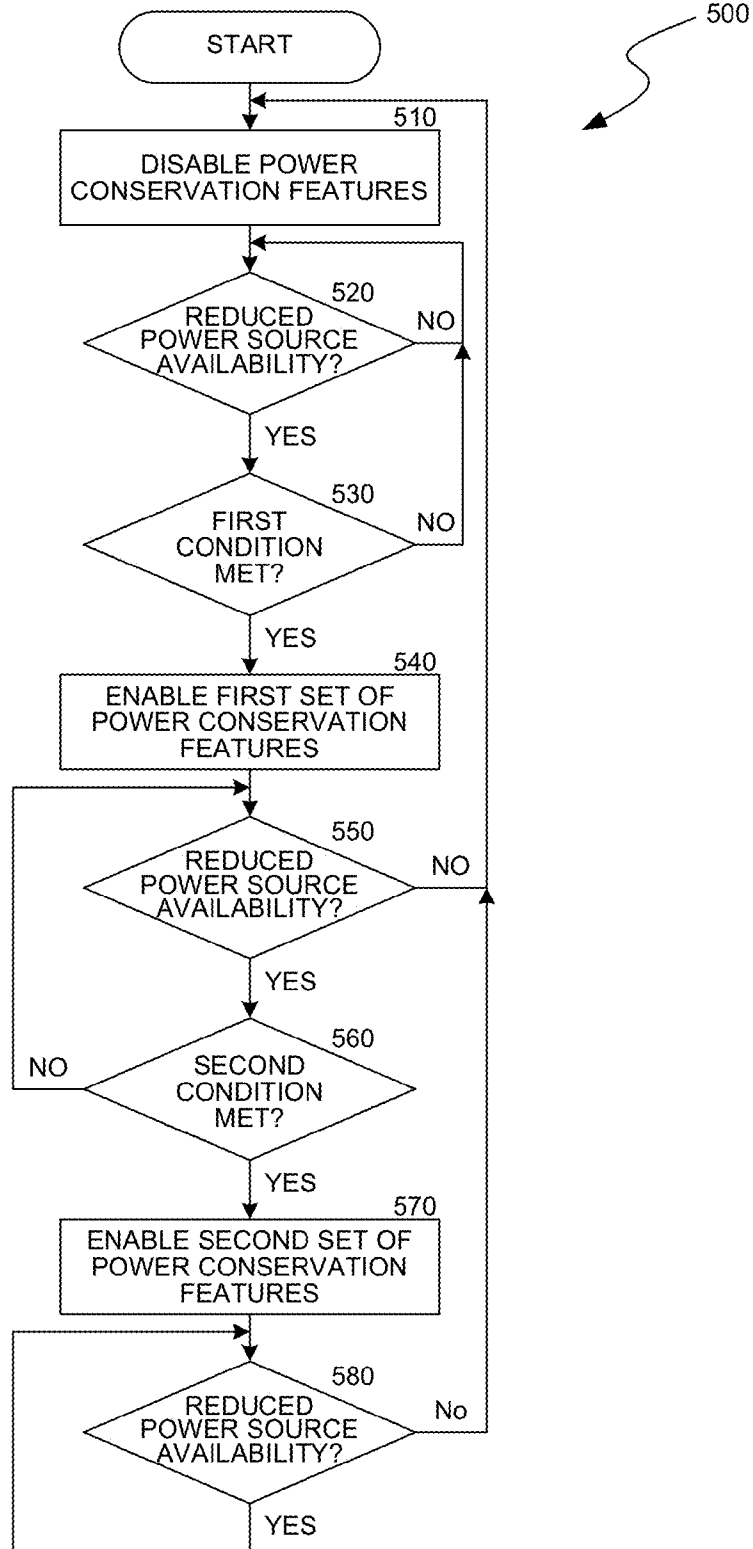 START
500
510
DISABLE POWER
CONSERVATION FEATURES
520
REDUCED
POWER SOURCE
AVAILABILITY?
NO
YES
530
FIRST
CONDITION
MET?
NO
YES
540
ENABLE FIRST SET OF
POWER CONSERVATION
FEATURES
550
REDUCED
POWER SOURCE
AVAILABILITY?
NO
YES
560
SECOND
CONDITION
MET?
NO
YES
570
ENABLE SECOND SET OF
POWER CONSERVATION
FEATURES
580
REDUCED
POWER SOURCE
AVAILABILITY?
No
YES